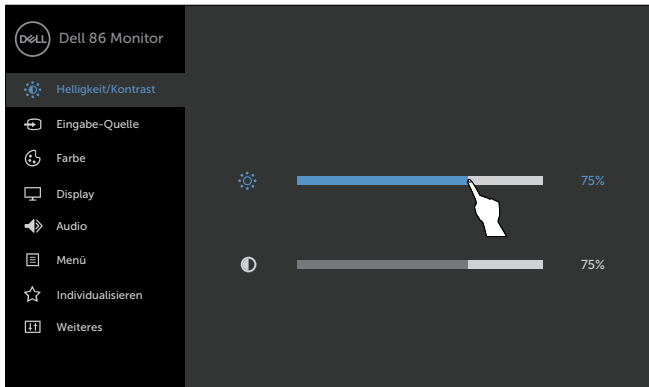 DELL Dell 86 Monitor
Helligkeit/Kontrast
Eingabe-Quelle
Farbe
Display
Audio
Menü
Individualisieren
Weiteres
75%
75%